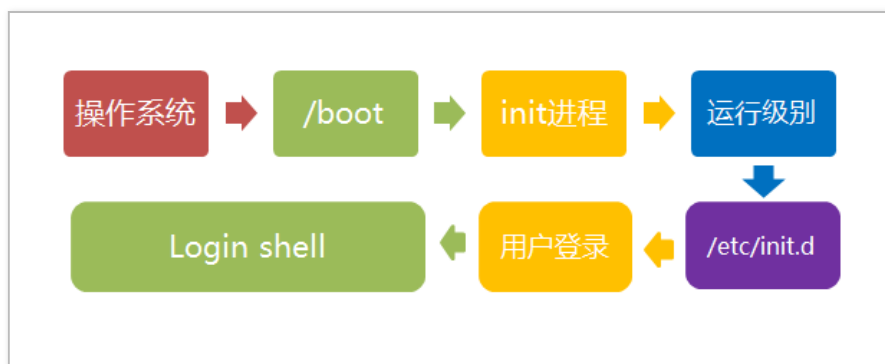 操作系统
/boot
init进程
运行级别
/etc/init.d
用户登录
Login shell